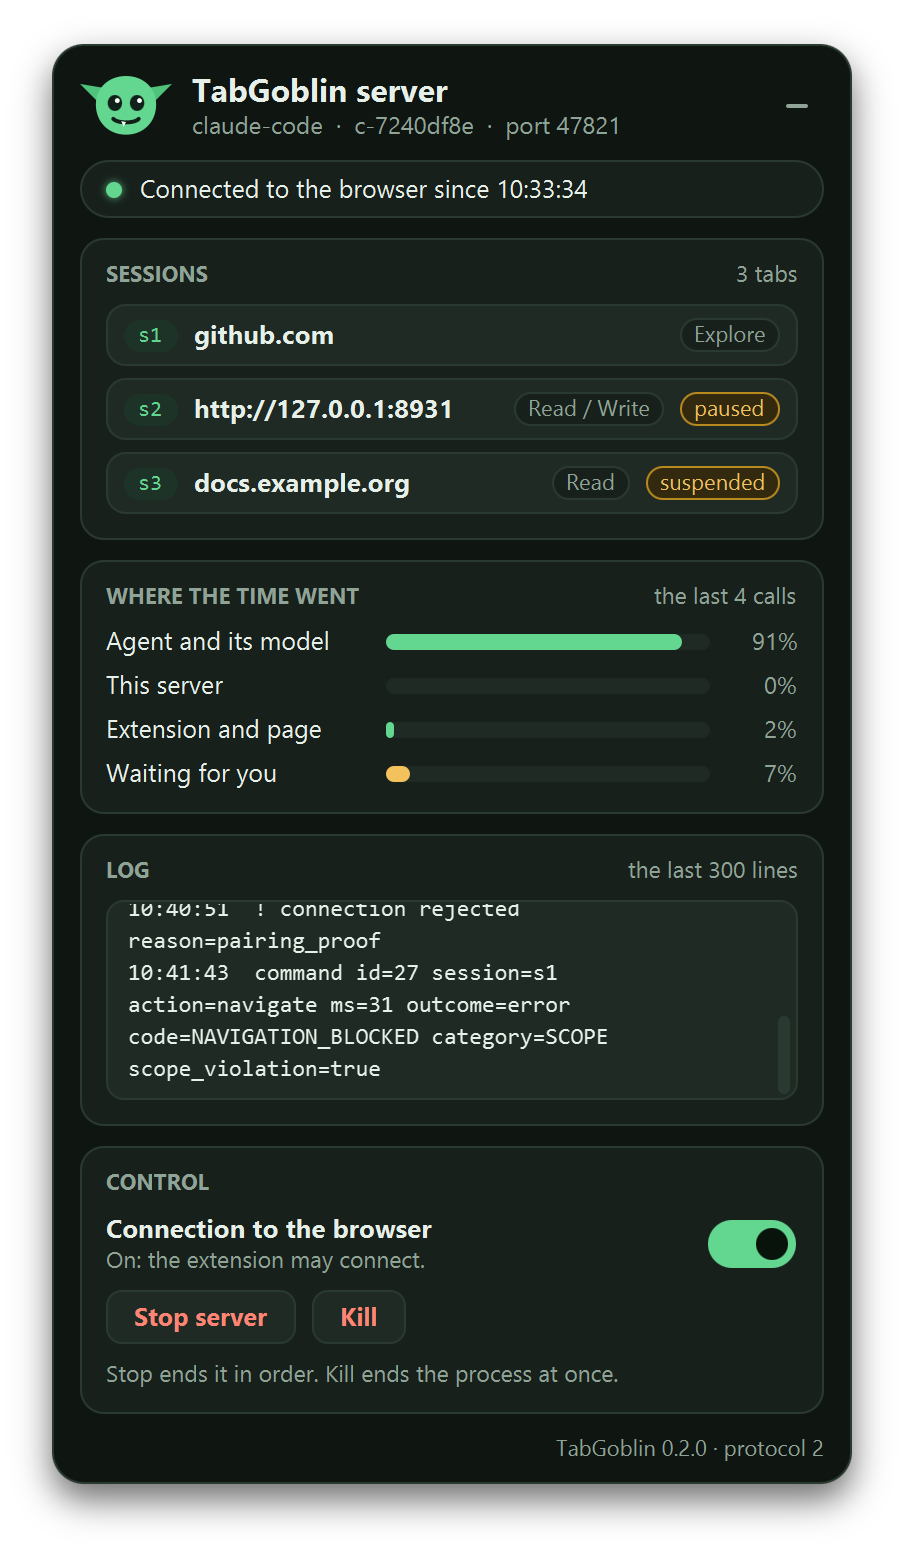 TabGoblin server
claude-code · c-7240df8e · port 47821
Connected to the browser since 10:33:34
SESSIONS 3 tabs
s1 github.com Explore
s2 http://127.0.0.1:8931 Read / Write paused
s3 docs.example.org Read suspended
WHERE THE TIME WENT the last 4 calls
Agent and its model 91%
This server 0%
Extension and page 2%
Waiting for you 7%
LOG the last 300 lines
10:40:51 ! connection rejected
reason=pairing_proof
10:41:43 command id=27 session=s1
action=navigate ms=31 outcome=error
code=NAVIGATION_BLOCKED category=SCOPE
scope_violation=true
CONTROL
Connection to the browser
On: the extension may connect.
Stop server Kill
Stop ends it in order. Kill ends the process at once.
TabGoblin 0.2.0 · protocol 2